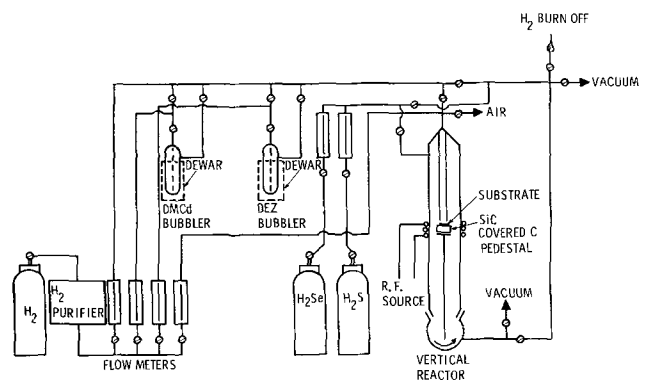 H₂ BURN OFF
VACUUM
AIR
DEWAR
DEWAR
DMCd
BUBBLER
DEZ
BUBBLER
SUBSTRATE
SiC
COVERED C
PEDESTAL
R.F.
SOURCE
VACUUM
H₂
H₂
PURIFIER
H₂Se
H₂S
FLOW METERS
VERTICAL
REACTOR